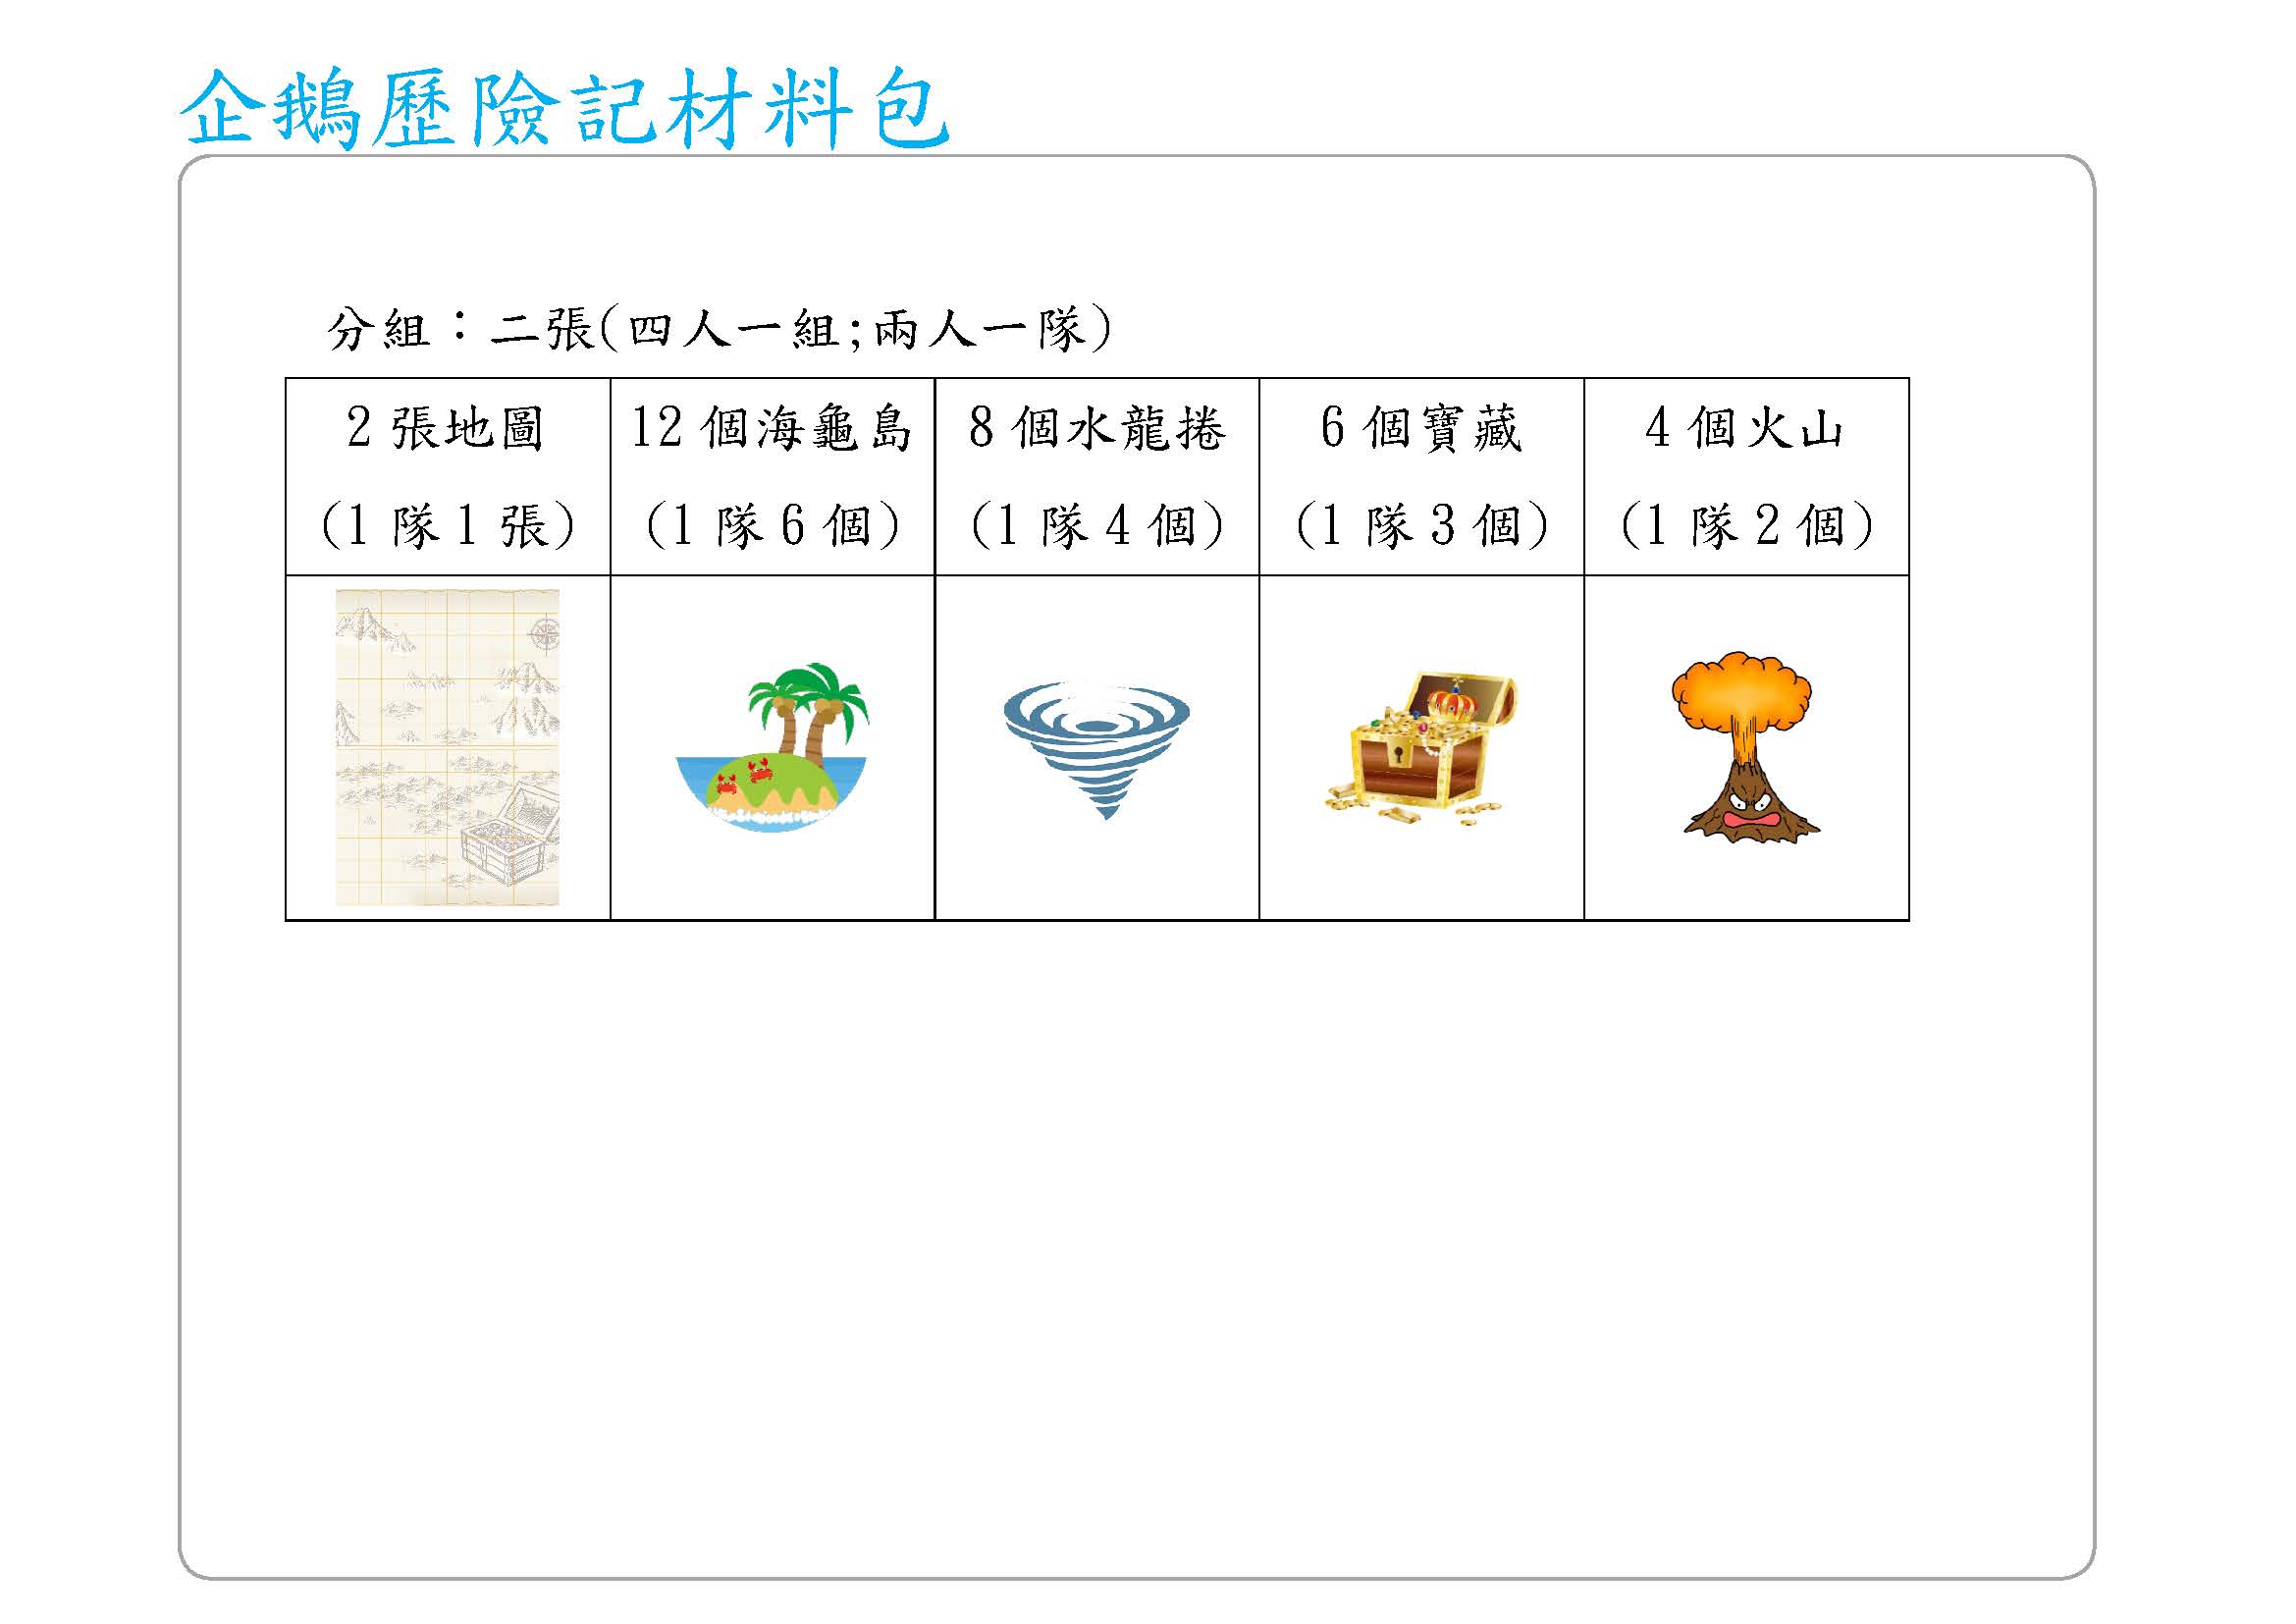 企鵝歷險記材料包
分組：二張(四人一組;兩人一隊)
2 張地圖
(1 隊 1 張)
12 個海龜島
(1 隊 6 個)
8 個水龍捲
(1 隊 4 個)
6 個寶藏
(1 隊 3 個)
4 個火山
(1 隊 2 個)